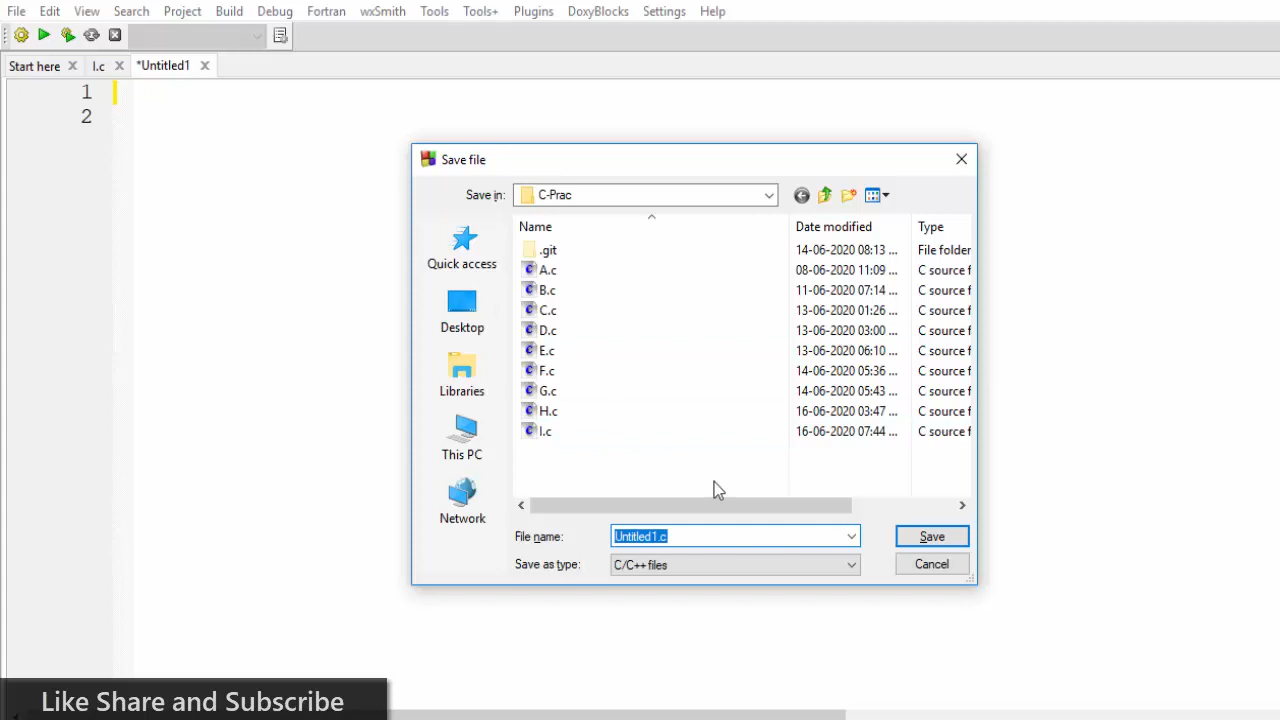 File Edit View Search Project Build Debug Fortran wxSmith Tools Tools+ Plugins DoxyBlocks Settings Help
Start here I.c *Untitled1
1
2
Save file
Save in: C-Prac
Name Date modified Type
.git 14-06-2020 08:13 ... File folder
A.c 08-06-2020 11:09 ... C source f
B.c 11-06-2020 07:14 ... C source f
C.c 13-06-2020 01:26 ... C source f
D.c 13-06-2020 03:00 ... C source f
E.c 13-06-2020 06:10 ... C source f
F.c 14-06-2020 05:36 ... C source f
G.c 14-06-2020 05:43 ... C source f
H.c 16-06-2020 03:47 ... C source f
I.c 16-06-2020 07:44 ... C source f
Quick access
Desktop
Libraries
This PC
Network
File name: Untitled1.c Save
Save as type: C/C++ files Cancel
Like Share and Subscribe